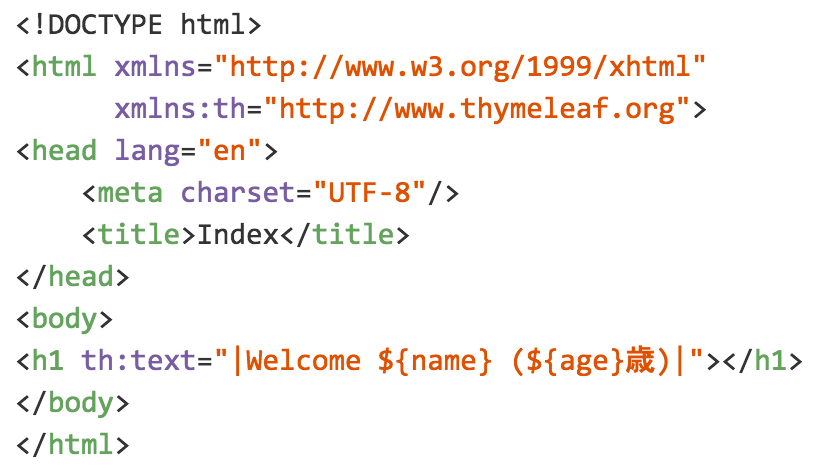 <!DOCTYPE html>
<html xmlns="http://www.w3.org/1999/xhtml"
      xmlns:th="http://www.thymeleaf.org">
<head lang="en">
    <meta charset="UTF-8"/>
    <title>Index</title>
</head>
<body>
<h1 th:text="|Welcome ${name} (${age}歳)|"></h1>
</body>
</html>